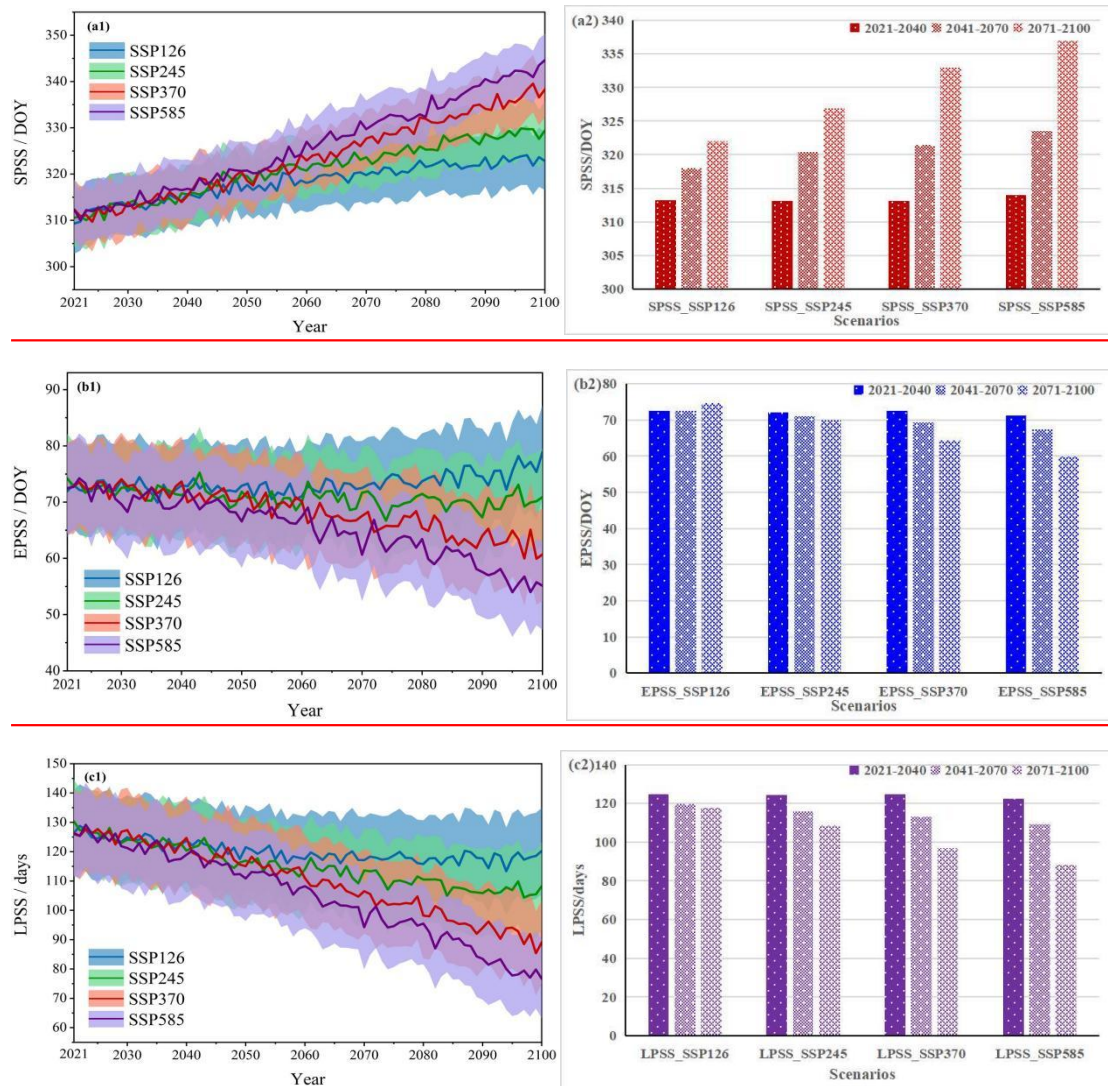 (a1)
350
340
330
320
310
300
SPSS / DOY
SSP126
SSP245
SSP370
SSP585
2021 2030 2040 2050 2060 2070 2080 2090 2100
Year
(a2) 340
335
330
325
320
315
310
305
300
SPSS/DOY
2021-2040 2041-2070 2071-2100
SPSS_SSP126 SPSS_SSP245 SPSS_SSP370 SPSS_SSP585
Scenarios
(b1)
90
80
70
60
50
40
EPSS / DOY
SSP126
SSP245
SSP370
SSP585
2021 2030 2040 2050 2060 2070 2080 2090 2100
Year
(b2) 80
70
60
50
40
30
20
10
0
EPSS/DOY
2021-2040 2041-2070 2071-2100
EPSS_SSP126 EPSS_SSP245 EPSS_SSP370 EPSS_SSP585
Scenarios
(c1)
150
140
130
120
110
100
90
80
70
60
LPSS / days
SSP126
SSP245
SSP370
SSP585
2021 2030 2040 2050 2060 2070 2080 2090 2100
Year
(c2) 140
120
100
80
60
40
20
0
LPSS/days
2021-2040 2041-2070 2071-2100
LPSS_SSP126 LPSS_SSP245 LPSS_SSP370 LPSS_SSP585
Scenarios